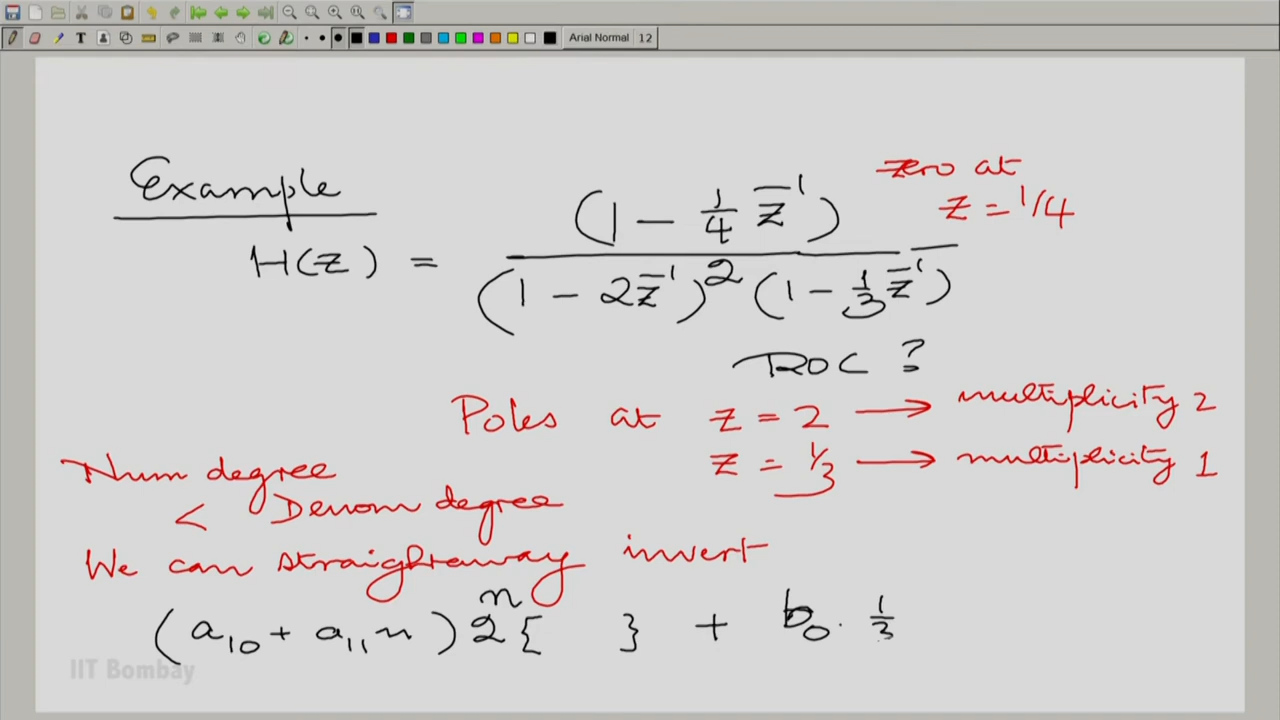 Arial Normal 12
Example
zero at
z = 1/4
H(z) = (1 - 1/4 z^-1) / (1 - 2z^-1)^2 (1 - 1/3 z^-1)
ROC ?
Poles at z = 2 → multiplicity 2
z = 1/3 → multiplicity 1
Num degree
< Denom degree
We can straightaway invert
(a10 + a11 n) 2^n { } + b0 · 1/3
IIT Bombay